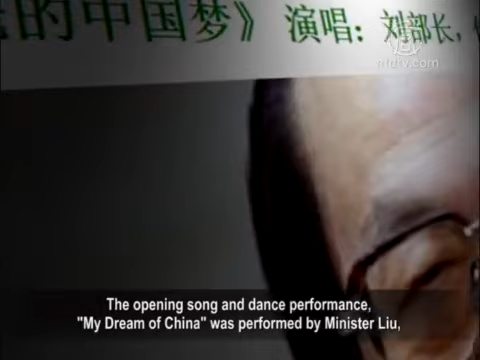 的中国梦》 演唱：刘部长，
ntdtv.com
The opening song and dance performance,
"My Dream of China" was performed by Minister Liu,